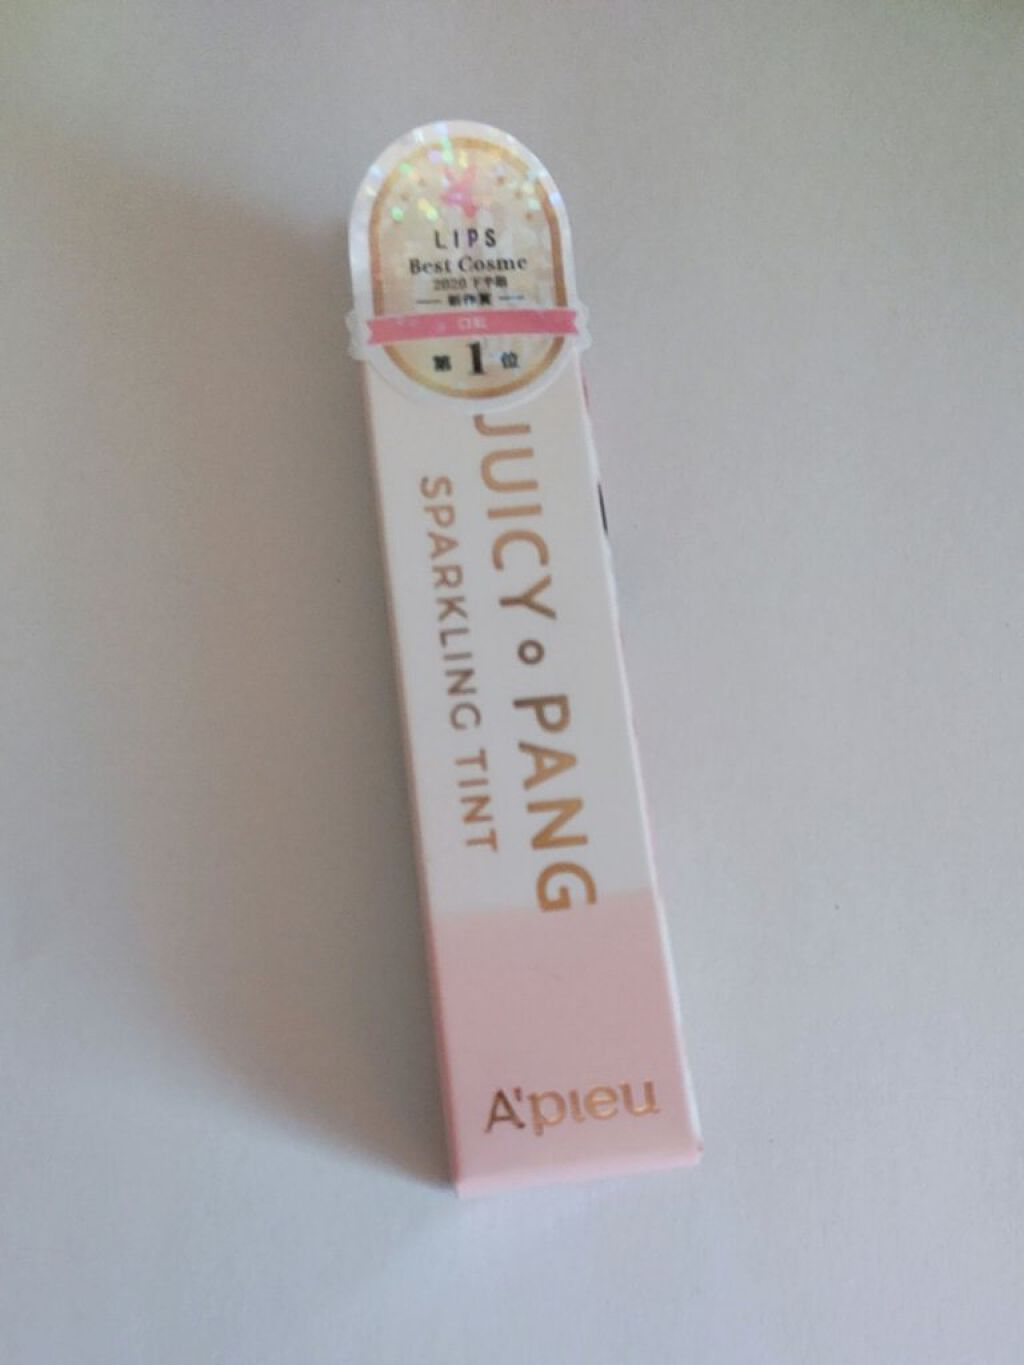 LIPS
Best Cosme
2020 下半期
新作賞
口紅
第 1 位
JUICY PANG
SPARKLING TINT
A'pieu